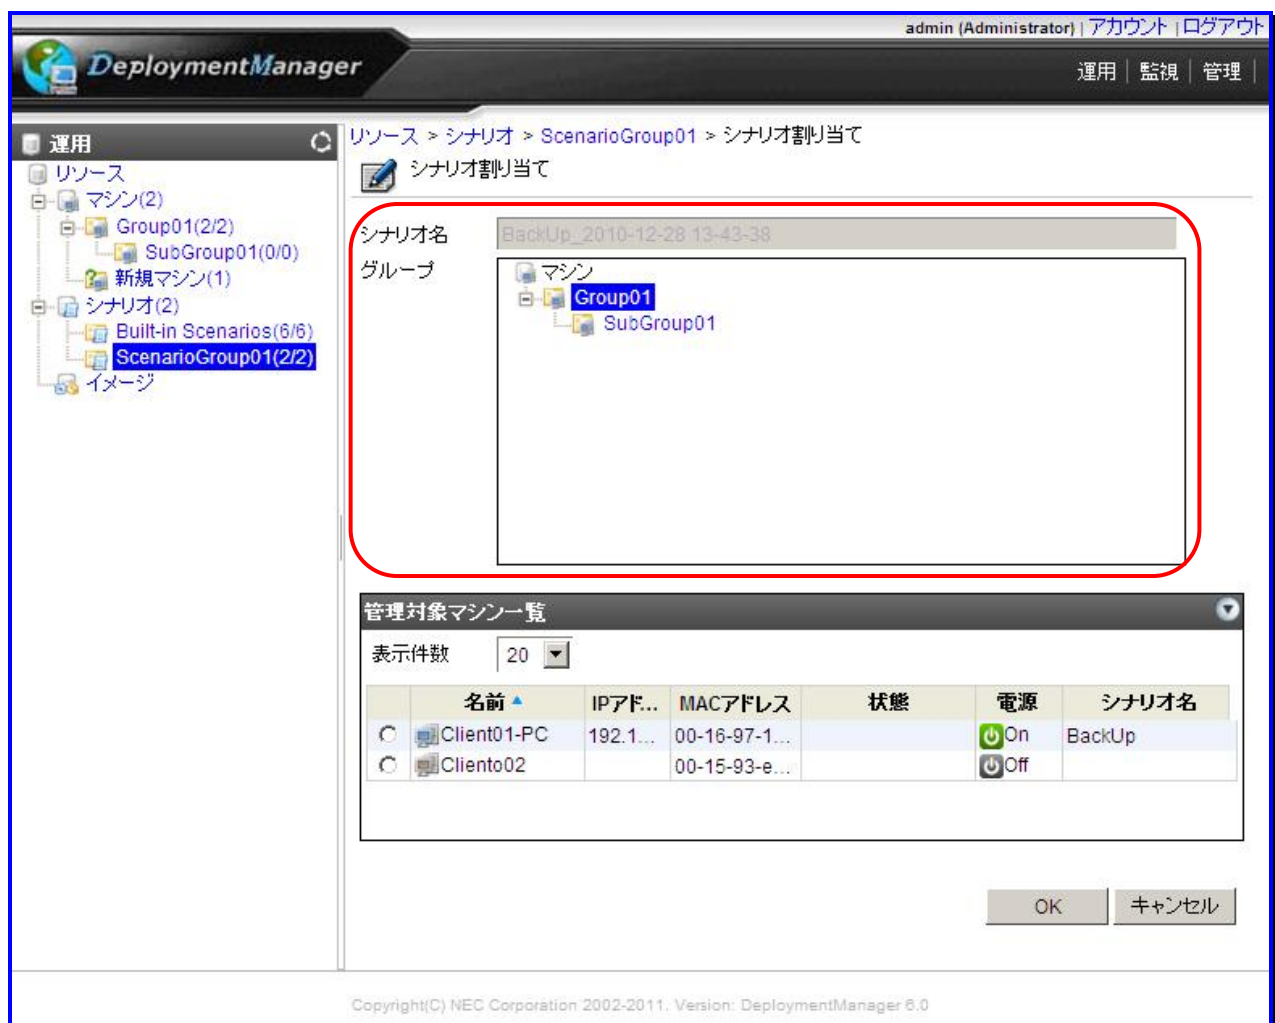 admin (Administrator) | アカウント | ログアウト
DeploymentManager
運用 | 監視 | 管理 |
運用
リソース
マシン(2)
Group01(2/2)
SubGroup01(0/0)
新規マシン(1)
シナリオ(2)
Built-in Scenarios(6/6)
ScenarioGroup01(2/2)
イメージ
リソース > シナリオ > ScenarioGroup01 > シナリオ割り当て
シナリオ割り当て
シナリオ名 BackUp_2010-12-28 13-43-38
グループ
マシン
Group01
SubGroup01
管理対象マシン一覧
表示件数 20
名前 IPアド... MACアドレス 状態 電源 シナリオ名
Client01-PC 192.1... 00-16-97-1... On BackUp
Cliento02 00-15-93-e... Off
OK キャンセル
Copyright(C) NEC Corporation 2002-2011. Version: DeploymentManager 6.0